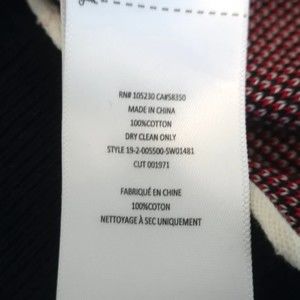 RN# 105230 CA#58350
MADE IN CHINA
100%COTTON
DRY CLEAN ONLY
STYLE 19-2-005500-SW01481
CUT 001971
FABRIQUÉ EN CHINE
100%COTON
NETTOYAGE À SEC UNIQUEMENT